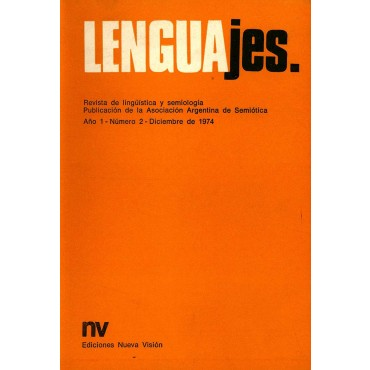 LENGUAjes.
Revista de lingüística y semiología
Publicación de la Asociación Argentina de Semiótica
Año 1 - Número 2 - Diciembre de 1974
nv
Ediciones Nueva Visión